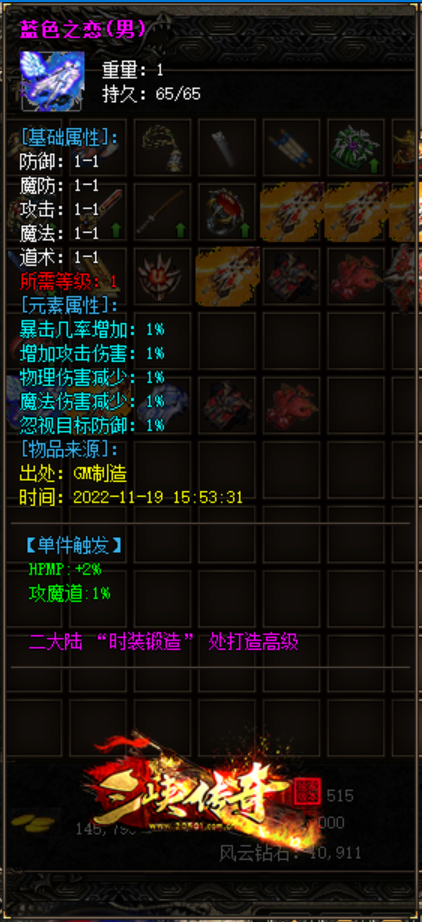 蓝色之恋(男)
重量: 1
持久: 65/65
[基础属性]:
防御: 1-1
魔防: 1-1
攻击: 1-1
魔法: 1-1
道术: 1-1
所需等级: 1
[元素属性]:
暴击几率增加: 1%
增加攻击伤害: 1%
物理伤害减少: 1%
魔法伤害减少: 1%
忽视目标防御: 1%
[物品来源]:
出处: GM制造
时间: 2022-11-19 15:53:31
【单件触发】
HPMP:+2%
攻魔道:1%
二大陆 “时装锻造” 处打造高级
三峡传奇
515
000
风云钻石: 40,911